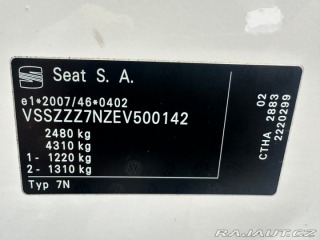 Seat S. A.
e1*2007/46*0402
VSSZZZ7NZEV500142
2480 kg
4310 kg
1- 1220 kg
2- 1310 kg
Typ 7N
02
CTHA 2883
2220299
RAJAUT.CZ